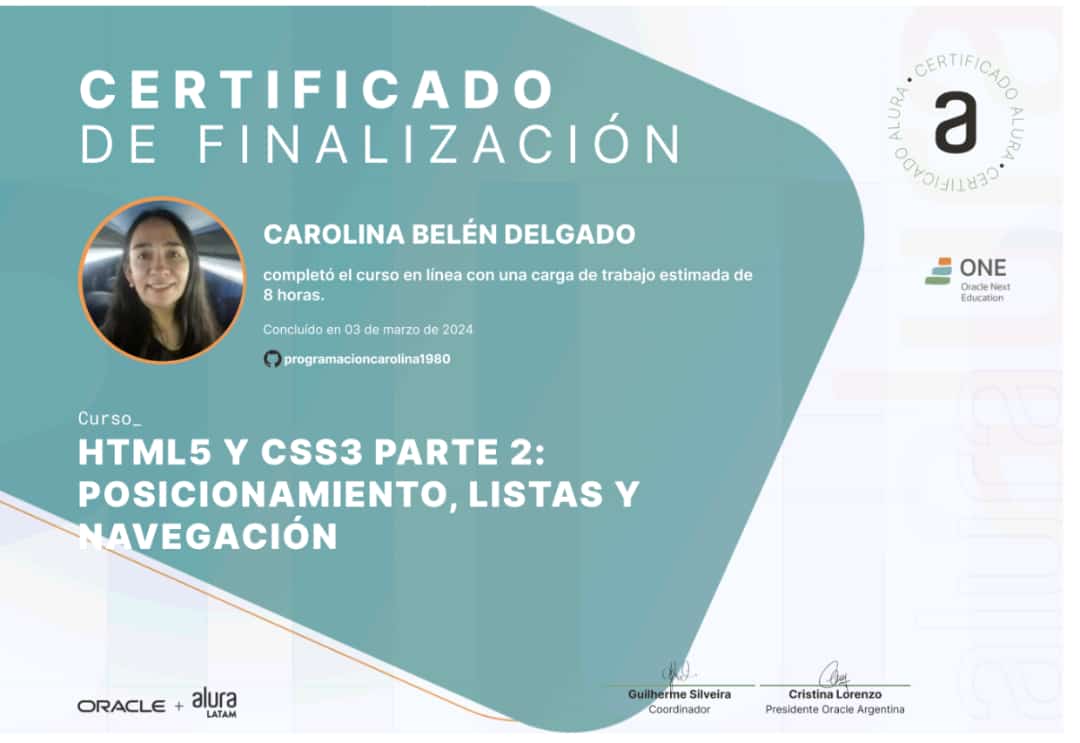 CERTIFICADO
DE FINALIZACIÓN
CERTIFICADO ALURA • CERTIFICADO ALURA •
a
CAROLINA BELÉN DELGADO
completó el curso en línea con una carga de trabajo estimada de
8 horas.
Concluído en 03 de marzo de 2024
programacioncarolina1980
ONE
Oracle Next
Education
Curso_
HTML5 Y CSS3 PARTE 2:
POSICIONAMIENTO, LISTAS Y
NAVEGACIÓN
alura
ORACLE + alura
LATAM
Guilherme Silveira
Coordinador
Cristina Lorenzo
Presidente Oracle Argentina